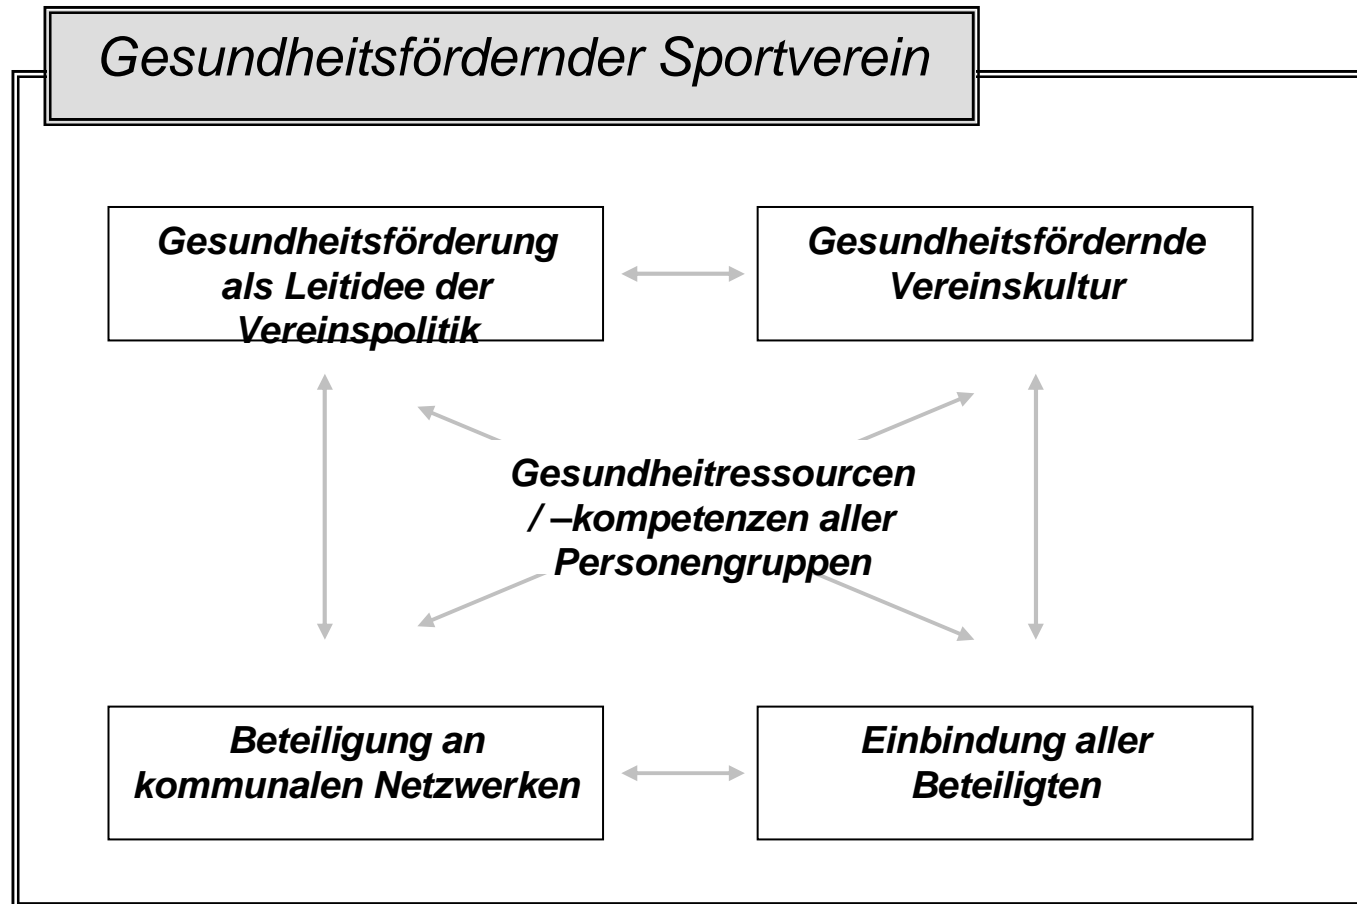 Gesundheitsfördernder Sportverein
Gesundheitsförderung
als Leitidee der
Vereinspolitik
Gesundheitsfördernde
Vereinskultur
Gesundheitressourcen
/ –kompetenzen aller
Personengruppen
Beteiligung an
kommunalen Netzwerken
Einbindung aller
Beteiligten